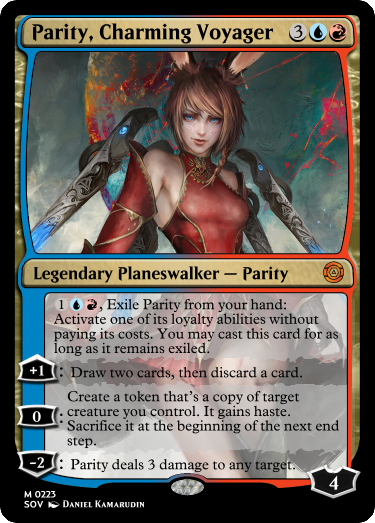 Parity, Charming Voyager 3
Legendary Planeswalker — Parity
1 , Exile Parity from your hand:
Activate one of its loyalty abilities without
paying its costs. You may cast this card for as
long as it remains exiled.
+1 : Draw two cards, then discard a card.
Create a token that's a copy of target
0 : creature you control. It gains haste.
Sacrifice it at the beginning of the next end
step.
-2 : Parity deals 3 damage to any target.
4
M 0223
SOV Daniel Kamarudin